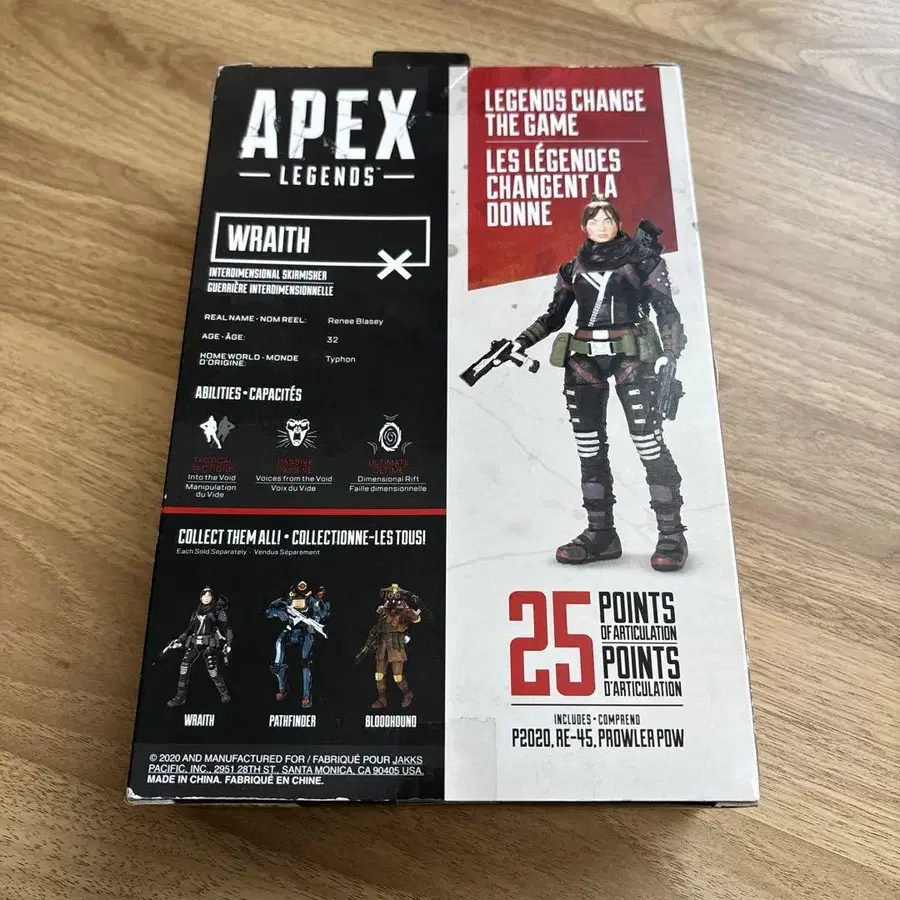 APEX
LEGENDS™
WRAITH
INTERDIMENSIONAL SKIRMISHER
GUERRIÈRE INTERDIMENSIONNELLE
REAL NAME • NOM REEL: Renee Blasey
AGE • ÂGE: 32
HOME WORLD • MONDE D'ORIGINE: Typhon
ABILITIES • CAPACITÉS
TACTICAL
TACTIQUE
Into the Void
Manipulation
du Vide
PASSIVE
PASSIVE
Voices from the Void
Voix du Vide
ULTIMATE
ULTIME
Dimensional Rift
Faille dimensionnelle
COLLECT THEM ALL! • COLLECTIONNE-LES TOUS!
Each Sold Separately • Vendus Séparément
WRAITH
PATHFINDER
BLOODHOUND
© 2020 AND MANUFACTURED FOR / FABRIQUÉ POUR JAKKS
PACIFIC, INC., 2951 28TH ST., SANTA MONICA, CA 90405 USA.
MADE IN CHINA. FABRIQUÉ EN CHINE.
LEGENDS CHANGE
THE GAME
LES LÉGENDES
CHANGENT LA
DONNE
25 POINTS
OF ARTICULATION
POINTS
D'ARTICULATION
INCLUDES • COMPREND
P2020, RE-45, PROWLER PDW